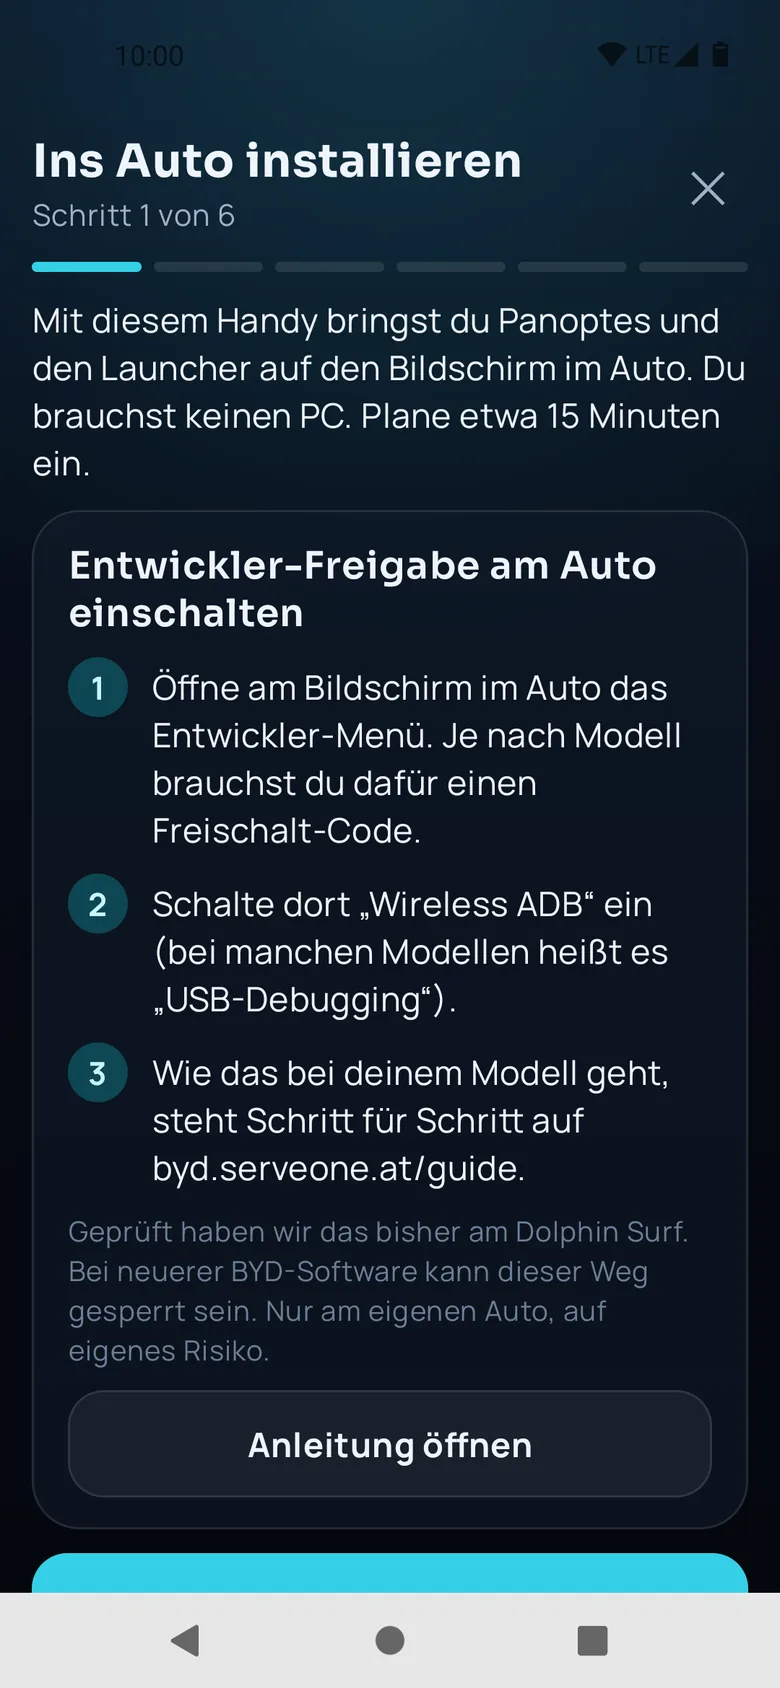 10:00
LTE
Ins Auto installieren
Schritt 1 von 6
Mit diesem Handy bringst du Panoptes und
den Launcher auf den Bildschirm im Auto. Du
brauchst keinen PC. Plane etwa 15 Minuten
ein.
Entwickler-Freigabe am Auto
einschalten
1 Öffne am Bildschirm im Auto das
Entwickler-Menü. Je nach Modell
brauchst du dafür einen
Freischalt-Code.
2 Schalte dort „Wireless ADB“ ein
(bei manchen Modellen heißt es
„USB-Debugging“).
3 Wie das bei deinem Modell geht,
steht Schritt für Schritt auf
byd.serveone.at/guide.
Geprüft haben wir das bisher am Dolphin Surf.
Bei neuerer BYD-Software kann dieser Weg
gesperrt sein. Nur am eigenen Auto, auf
eigenes Risiko.
Anleitung öffnen